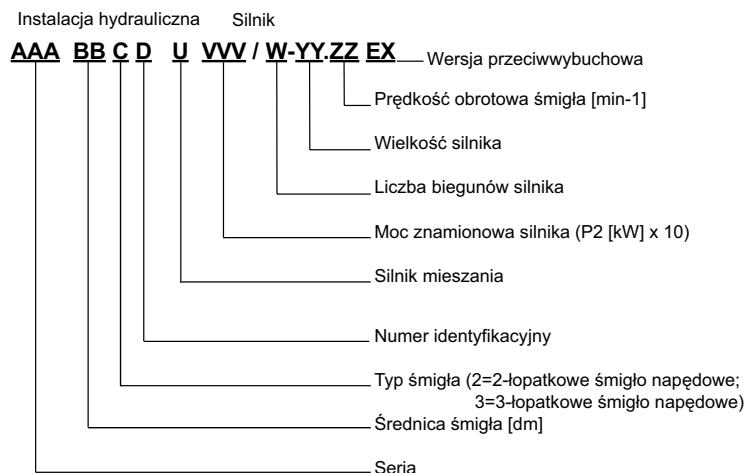 Instalacja hydrauliczna Silnik
AAA BB C D U VVV / W-YY.ZZ EX
Wersja przeciwwybuchowa
Prędkość obrotowa śmigła [min-1]
Wielkość silnika
Liczba biegunów silnika
Moc znamionowa silnika (P2 [kW] x 10)
Silnik mieszania
Numer identyfikacyjny
Typ śmigła (2=2-łopatkowe śmigło napędowe;
3=3-łopatkowe śmigło napędowe)
Średnica śmigła [dm]
Seria